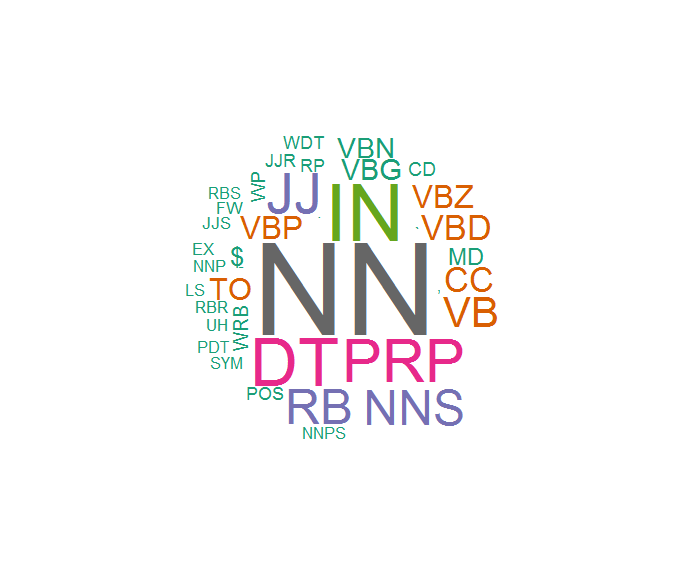 WDT VBN
JJR RP VBG CD
RBS WP JJ IN VBZ
FW
JJS VBP VBD
EX $ NN MD
NNP
LS TO CC
RBR WRB VB
UH
PDT DT PRP
SYM
POS RB NNS
NNPS